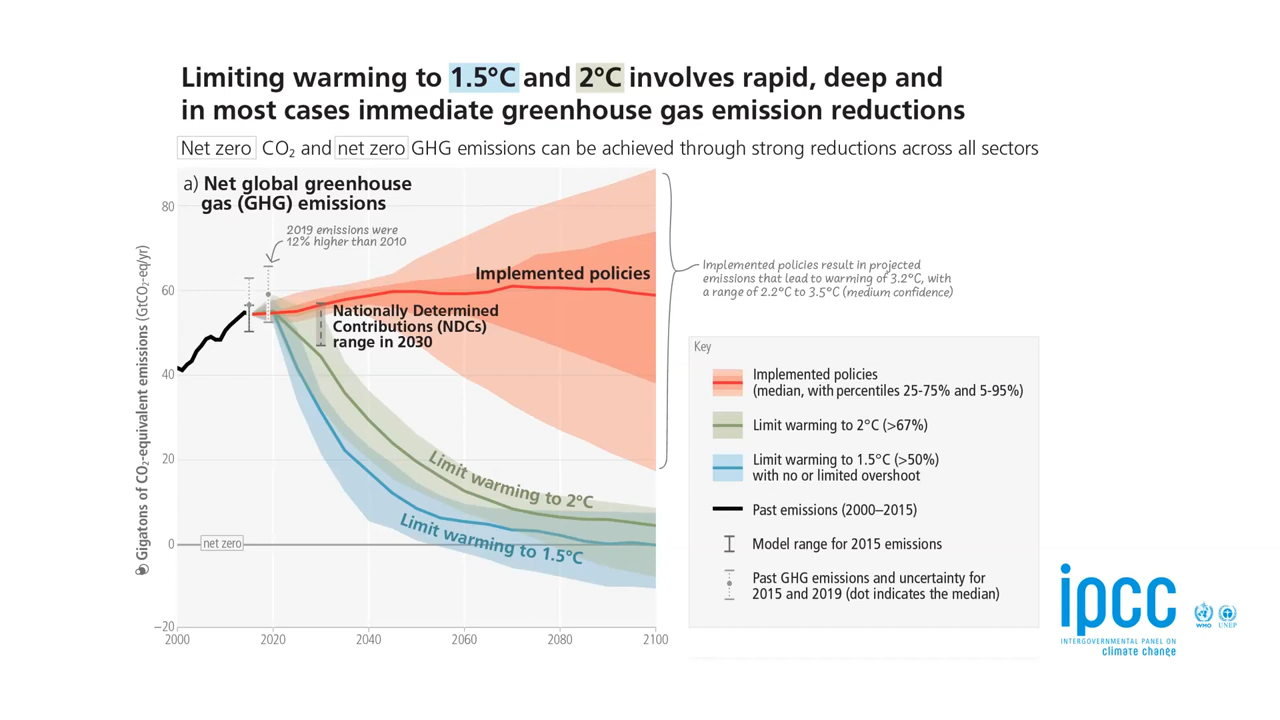 Limiting warming to 1.5°C and 2°C involves rapid, deep and
in most cases immediate greenhouse gas emission reductions
Net zero CO₂ and net zero GHG emissions can be achieved through strong reductions across all sectors
a) Net global greenhouse
gas (GHG) emissions
2019 emissions were
12% higher than 2010
Gigatons of CO₂-equivalent emissions (GtCO₂-eq/yr)
80
60
40
20
0
−20
2000
2020
2040
2060
2080
2100
Implemented policies
Nationally Determined
Contributions (NDCs)
range in 2030
Limit warming to 2°C
Limit warming to 1.5°C
net zero
Implemented policies result in projected
emissions that lead to warming of 3.2°C, with
a range of 2.2°C to 3.5°C (medium confidence)
Key
Implemented policies
(median, with percentiles 25-75% and 5-95%)
Limit warming to 2°C (>67%)
Limit warming to 1.5°C (>50%)
with no or limited overshoot
Past emissions (2000–2015)
Model range for 2015 emissions
Past GHG emissions and uncertainty for
2015 and 2019 (dot indicates the median)
ipcc
INTERGOVERNMENTAL PANEL ON
climate change
WMO
UNEP